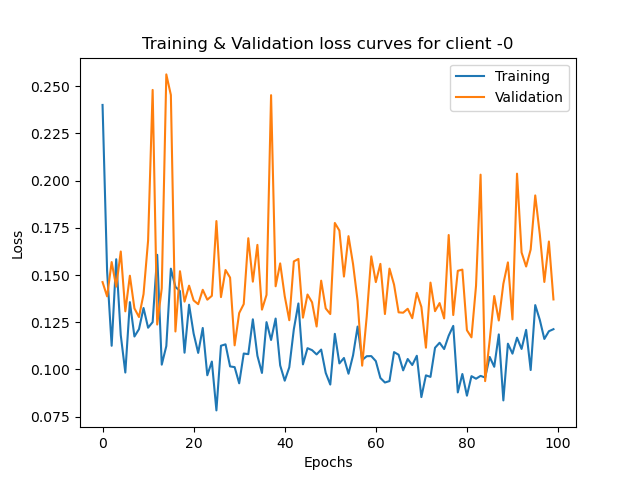 Training & Validation loss curves for client -0
Training
Validation
Loss
0.250
0.225
0.200
0.175
0.150
0.125
0.100
0.075
0
20
40
60
80
100
Epochs